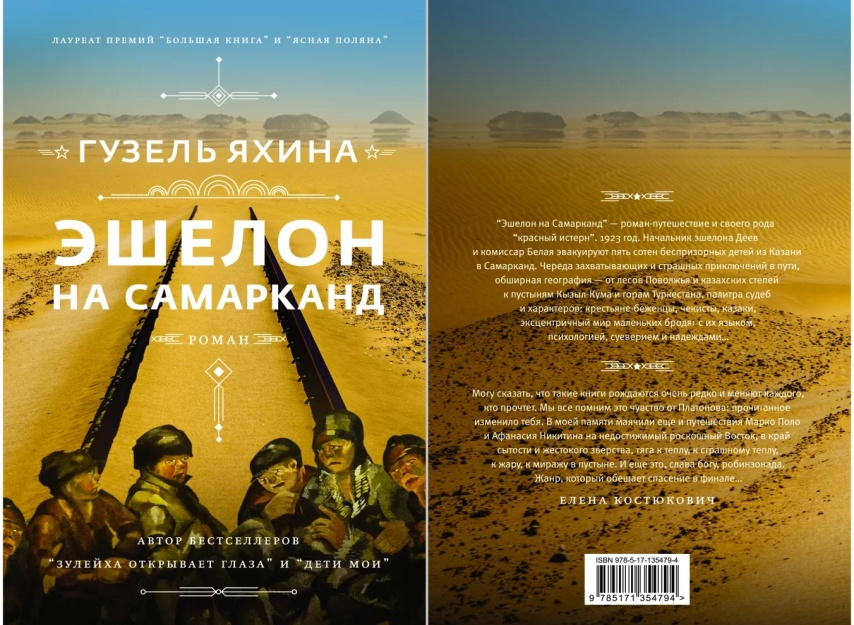 ЛАУРЕАТ ПРЕМИЙ "БОЛЬШАЯ КНИГА" И "ЯСНАЯ ПОЛЯНА"
ГУЗЕЛЬ ЯХИНА
ЭШЕЛОН
НА САМАРКАНД
РОМАН
АВТОР БЕСТСЕЛЛЕРОВ
"ЗУЛЕЙХА ОТКРЫВАЕТ ГЛАЗА" И "ДЕТИ МОИ"
"Эшелон на Самарканд" — роман-путешествие и своего рода
"красный истерн". 1923 год. Начальник эшелона Деев
и комиссар Белая эвакуируют пять сотен беспризорных детей из Казани
в Самарканд. Череда захватывающих и страшных приключений в пути,
обширная география — от лесов Поволжья и казахских степей
к пустыням Кызыл-Кума и горам Туркестана, палитра судеб
и характеров: крестьяне-беженцы, чекисты, казаки,
эксцентричный мир маленьких бродяг с их языком,
психологией, суеверием и надеждами...
Могу сказать, что такие книги рождаются очень редко и меняют каждого,
кто прочтет. Мы все помним это чувство от Платонова: прочитанное
изменило тебя. В моей памяти маячили еще и путешествия Марко Поло
и Афанасия Никитина на недостижимый роскошный Восток, в край
сытости и жестокого зверства, тяга к теплу, к страшному теплу,
к жару, к миражу в пустыне. И еще это, слава богу, робинзонада.
Жанр, который обещает спасение в финале...
ЕЛЕНА КОСТЮКОВИЧ
ISBN 978-5-17-135479-4
9 785171 354794 >